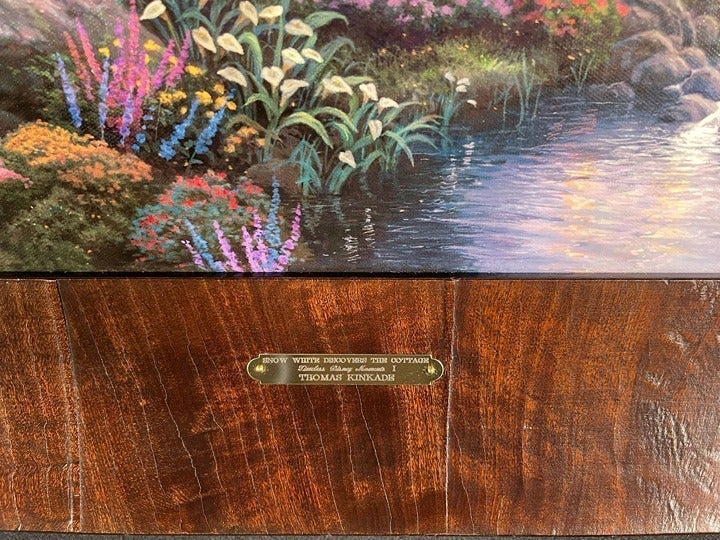 SNOW WHITE DISCOVERS THE COTTAGE
Timeless Disney Moments I
THOMAS KINKADE